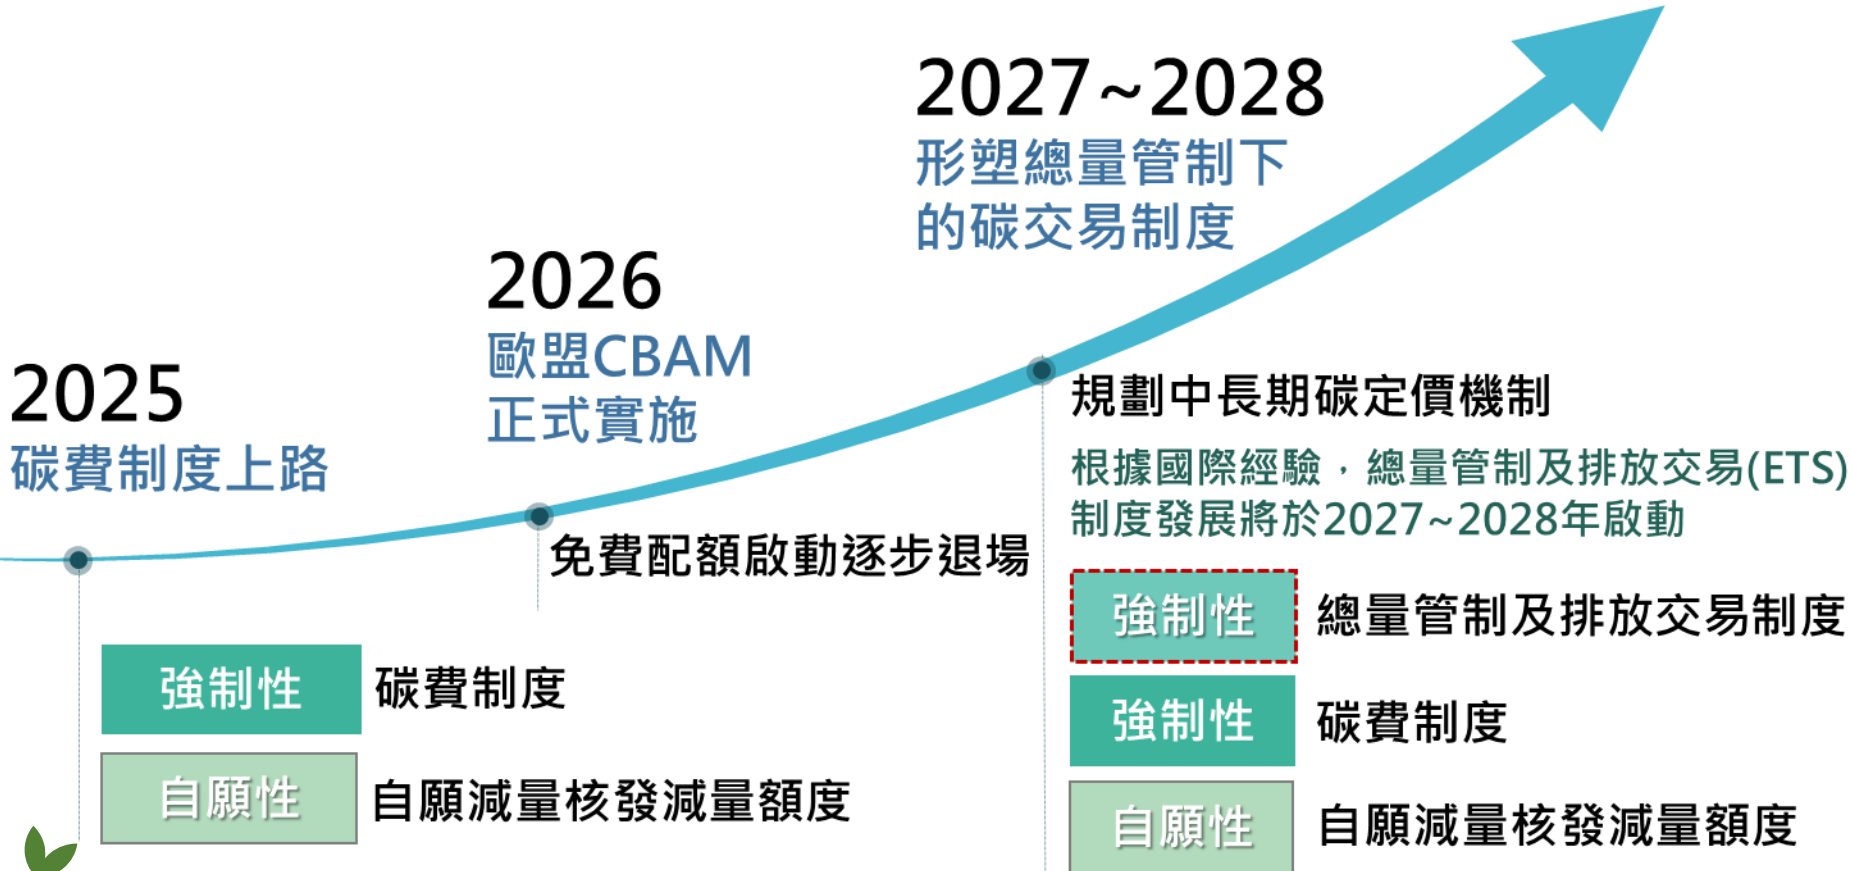 2025
碳費制度上路
強制性 碳費制度
自願性 自願減量核發減量額度
2026
歐盟CBAM
正式實施
免費配額啟動逐步退場
2027~2028
形塑總量管制下
的碳交易制度
規劃中長期碳定價機制
根據國際經驗，總量管制及排放交易(ETS)
制度發展將於2027~2028年啟動
強制性 總量管制及排放交易制度
強制性 碳費制度
自願性 自願減量核發減量額度